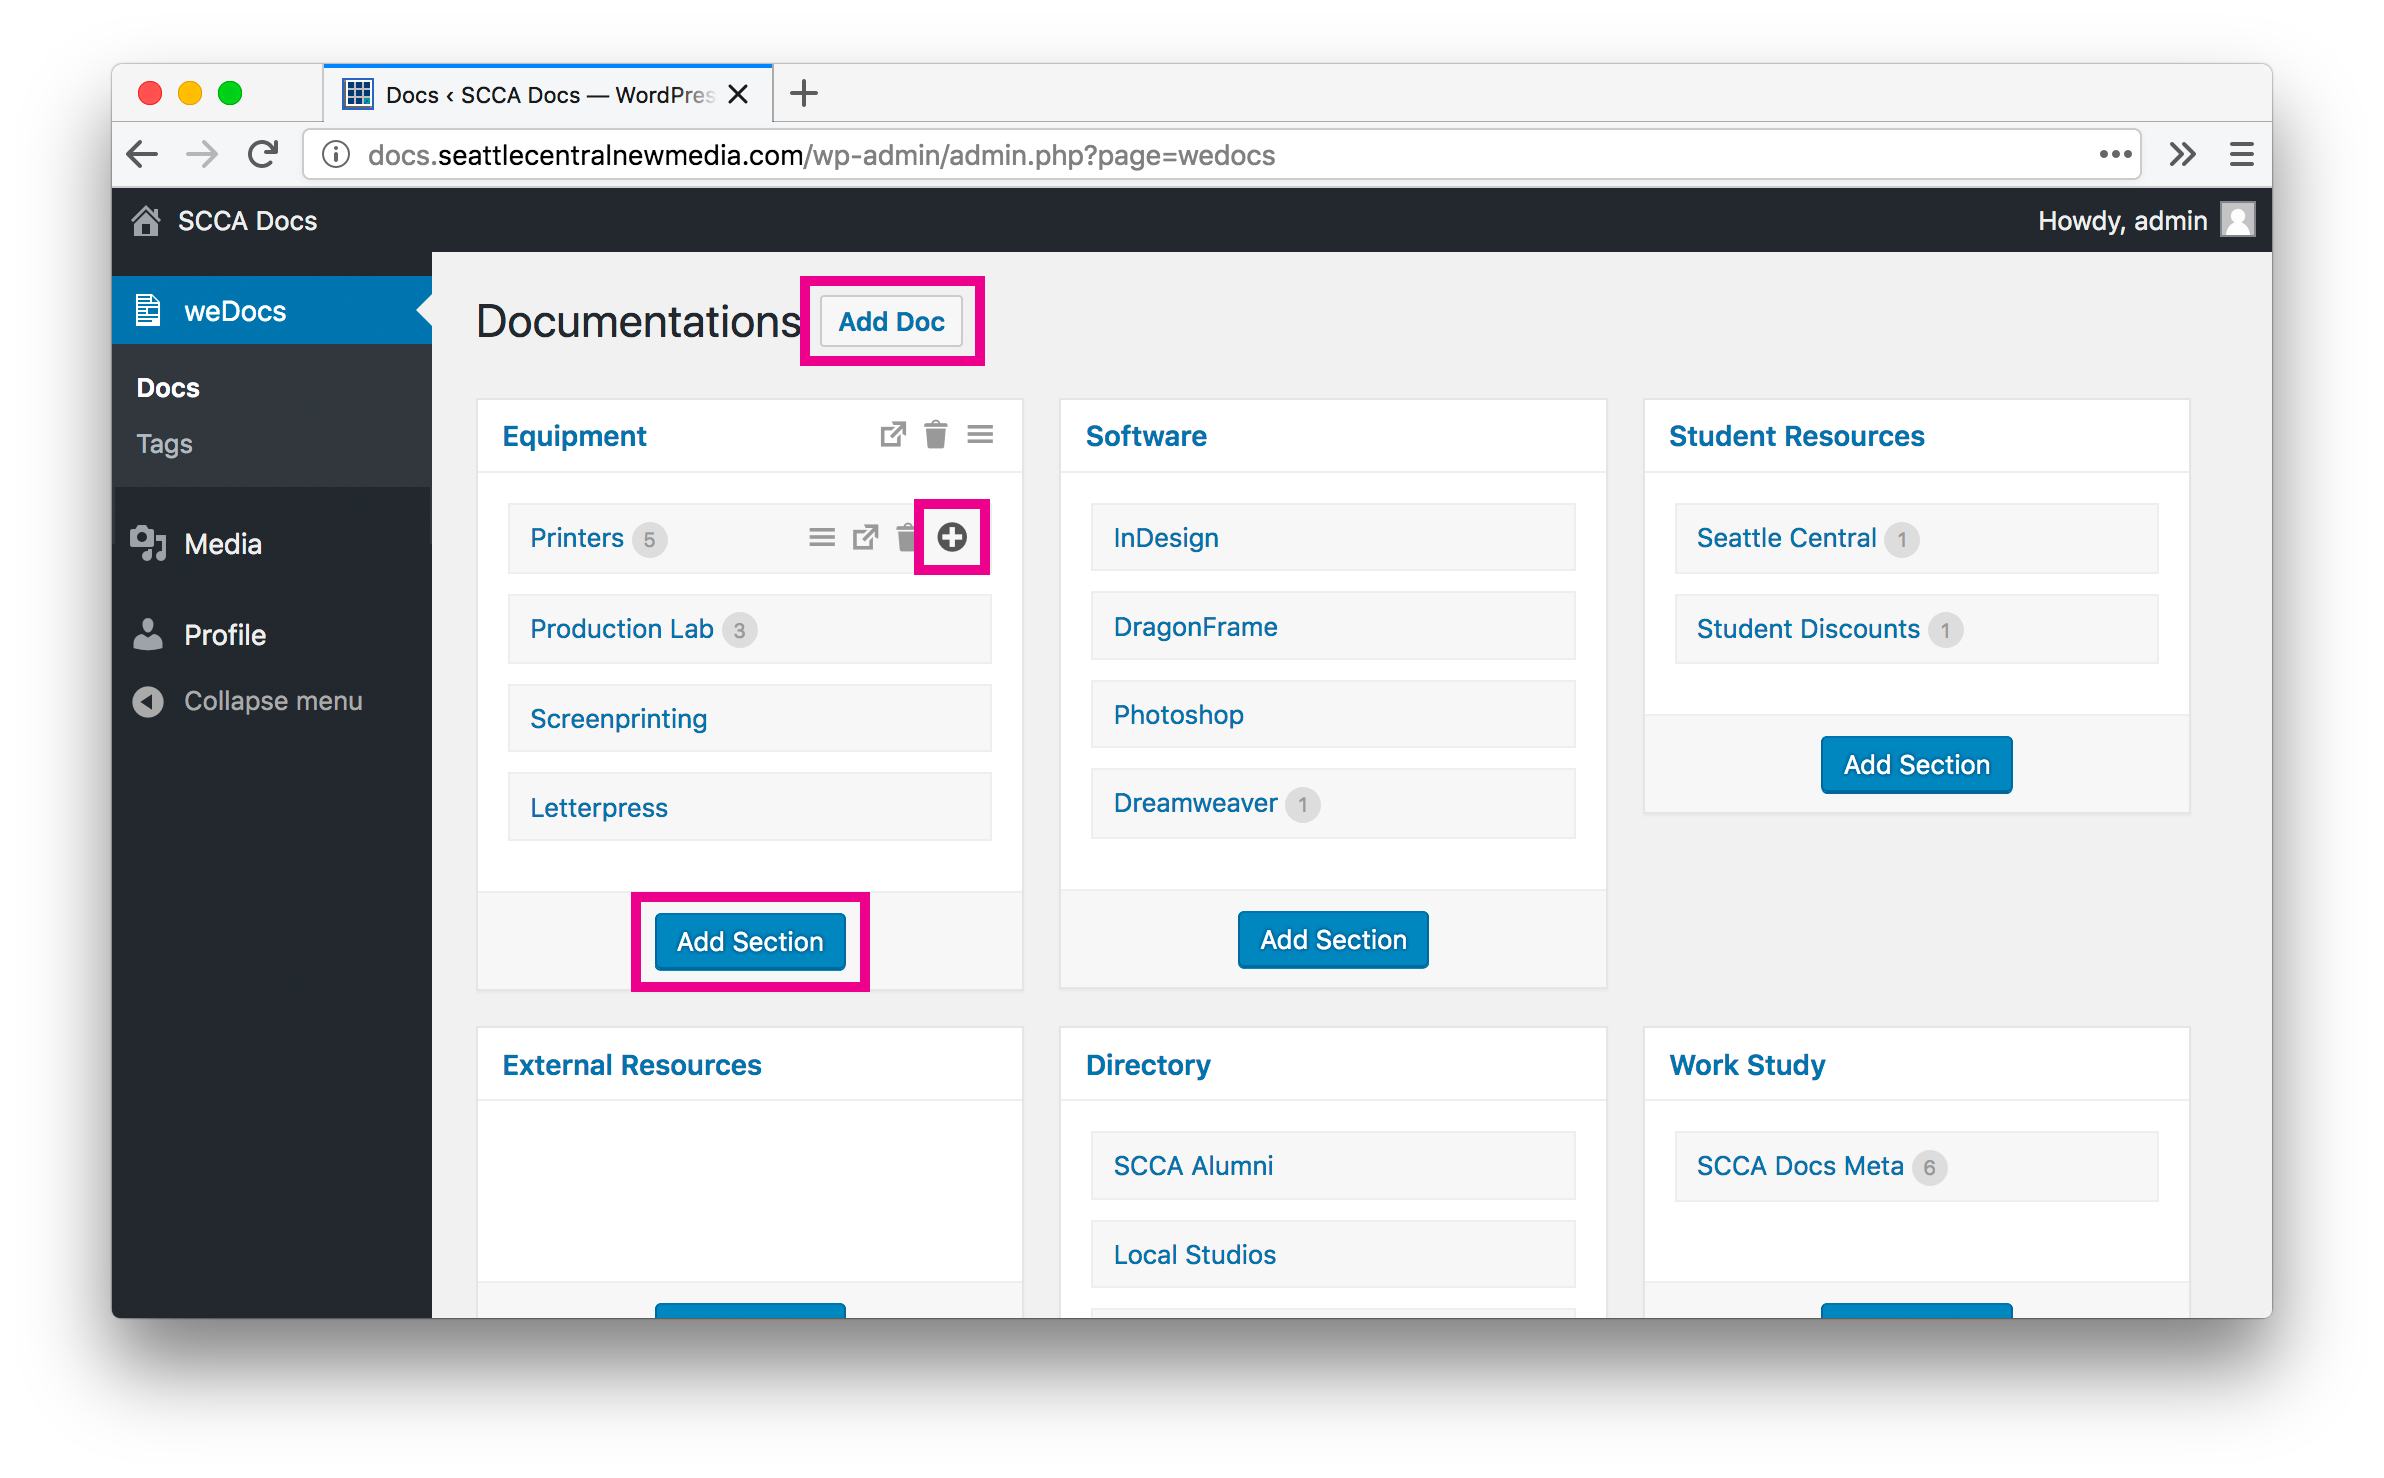 Docs ‹ SCCA Docs — WordPres
docs.seattlecentralnewmedia.com/wp-admin/admin.php?page=wedocs
SCCA Docs
Howdy, admin
weDocs
Docs
Tags
Media
Profile
Collapse menu
Documentations
Add Doc
Equipment
Printers 5
Production Lab 3
Screenprinting
Letterpress
Add Section
Software
InDesign
DragonFrame
Photoshop
Dreamweaver 1
Add Section
Student Resources
Seattle Central 1
Student Discounts 1
Add Section
External Resources
Directory
SCCA Alumni
Local Studios
Work Study
SCCA Docs Meta 6